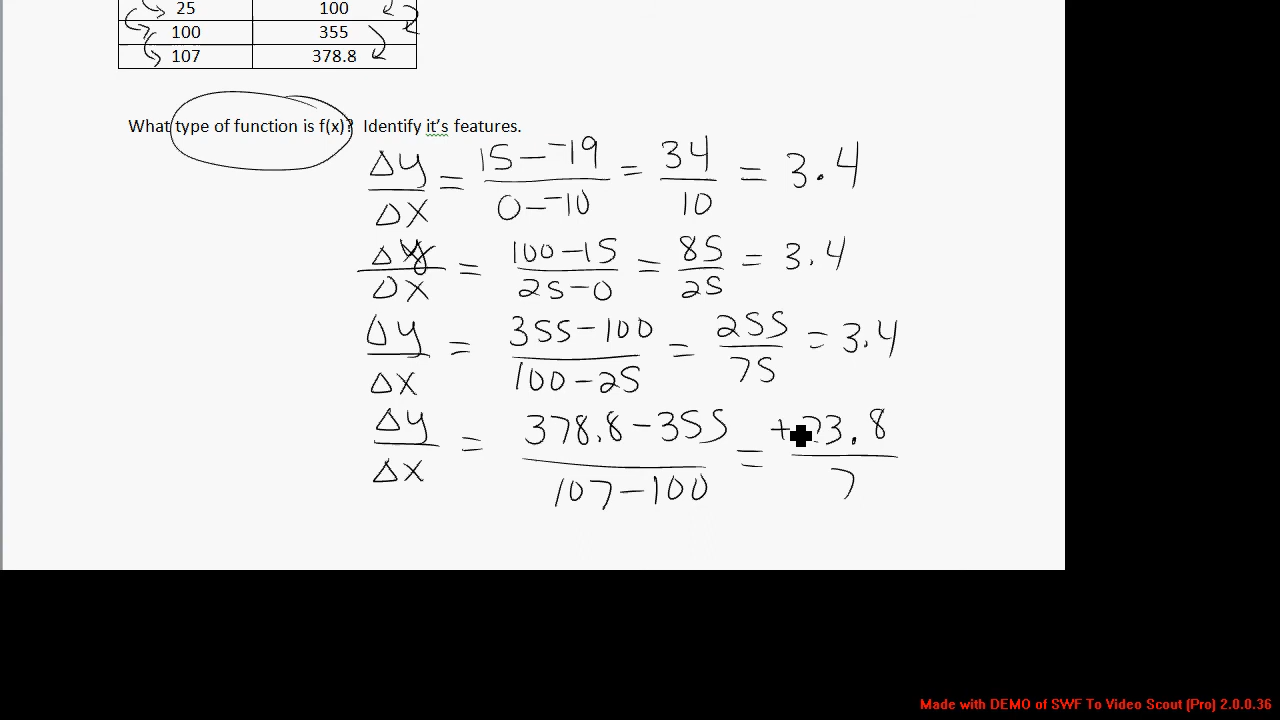 25 100
100 355
107 378.8
What type of function is f(x)? Identify it's features.
Δy/Δx = 15 - -19 / 0 - -10 = 34/10 = 3.4
Δy/Δx = 100 - 15 / 25 - 0 = 85/25 = 3.4
Δy/Δx = 355 - 100 / 100 - 25 = 255/75 = 3.4
Δy/Δx = 378.8 - 355 / 107 - 100 = +23.8/7
Made with DEMO of SWF To Video Scout (Pro) 2.0.0.36